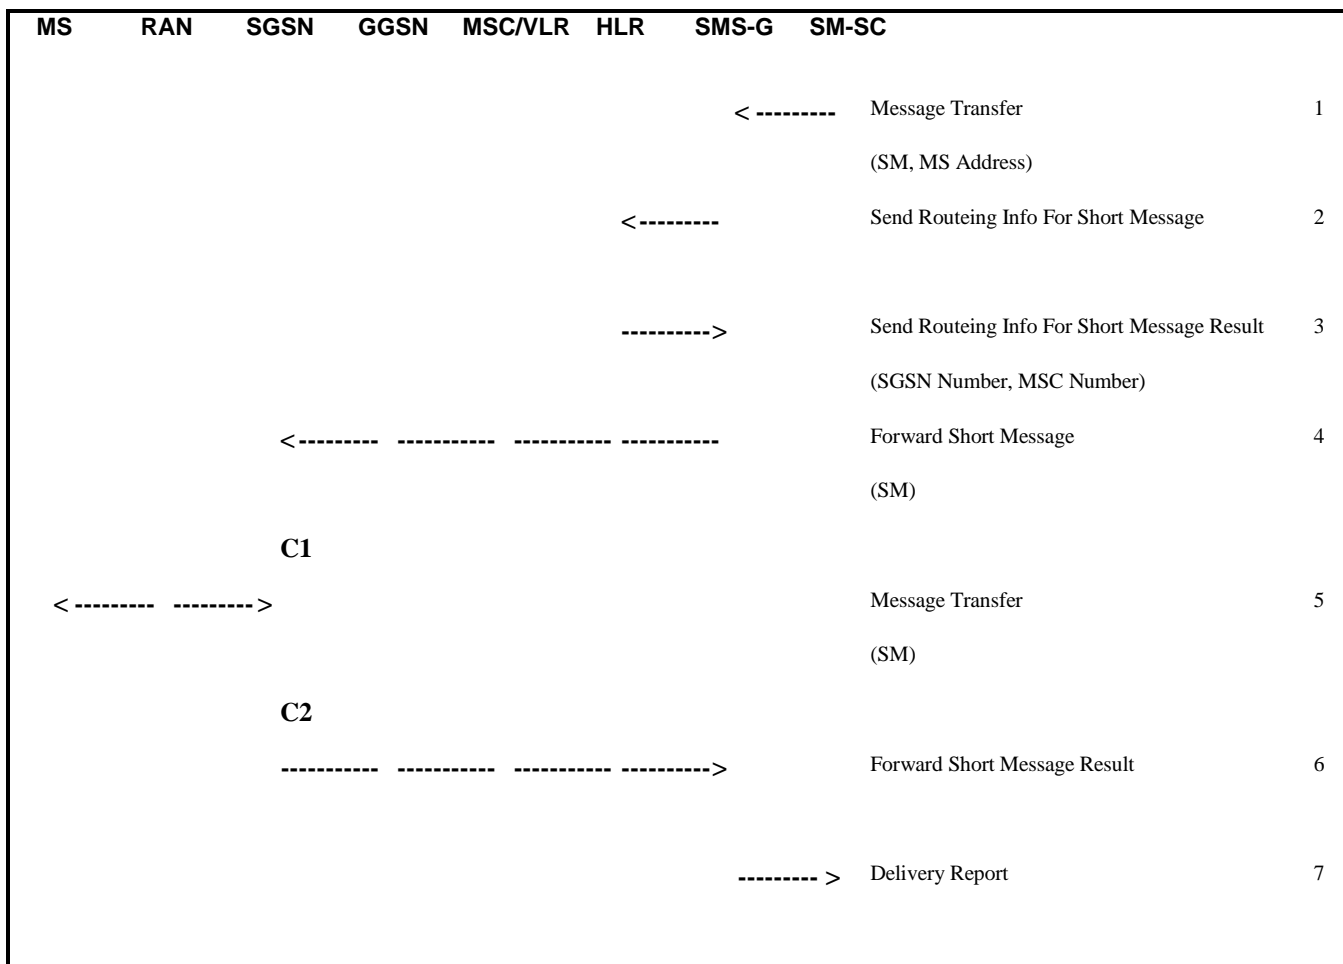 MS RAN SGSN GGSN MSC/VLR HLR SMS-G SM-SC
<--------- Message Transfer 1
(SM, MS Address)
<--------- Send Routeing Info For Short Message 2
----------> Send Routeing Info For Short Message Result 3
(SGSN Number, MSC Number)
<--------- ----------- ----------- ----------- Forward Short Message 4
(SM)
C1
<--------- ---------> Message Transfer 5
(SM)
C2
----------- ----------- ----------- ----------> Forward Short Message Result 6
---------> Delivery Report 7